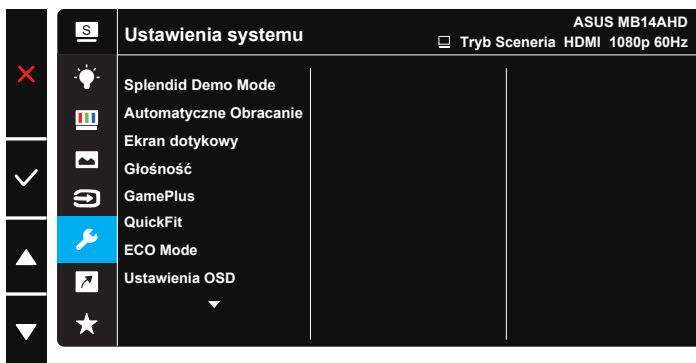 S
Ustawienia systemu
ASUS MB14AHD
Tryb Sceneria HDMI 1080p 60Hz
Splendid Demo Mode
Automatyczne Obracanie
Ekran dotykowy
Głośność
GamePlus
QuickFit
ECO Mode
Ustawienia OSD